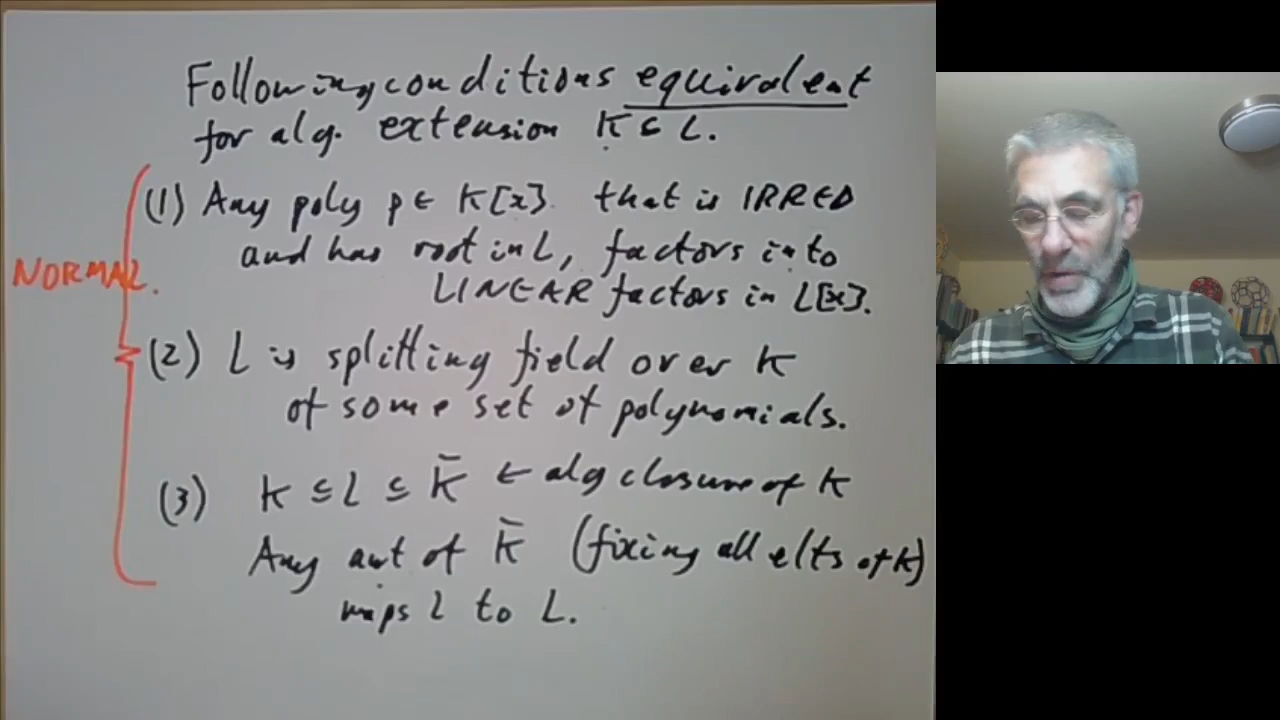 Following conditions equivalent
for alg. extension K ⊆ L.
(1) Any poly p ∈ K[x] that is IRRED
and has root in L, factors into
LINEAR factors in L[x].
NORMAL.
(2) L is splitting field over K
of some set of polynomials.
(3) K ⊆ L ⊆ K̄ ← alg closure of K
Any aut of K̄ (fixing all elts of K)
maps L to L.